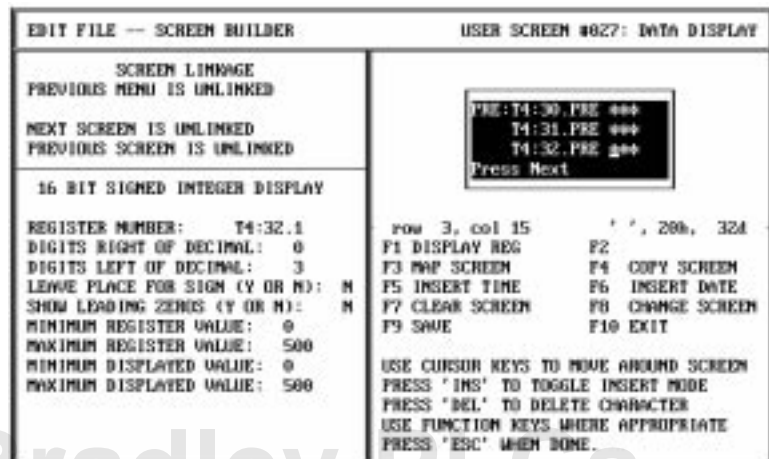 EDIT FILE -- SCREEN BUILDER
USER SCREEN #027: DATA DISPLAY
SCREEN LINKAGE
PREVIOUS MENU IS UNLINKED
NEXT SCREEN IS UNLINKED
PREVIOUS SCREEN IS UNLINKED
16 BIT SIGNED INTEGER DISPLAY
REGISTER NUMBER: T4:32.1
DIGITS RIGHT OF DECIMAL: 0
DIGITS LEFT OF DECIMAL: 3
LEAVE PLACE FOR SIGN (Y OR N): N
SHOW LEADING ZEROS (Y OR N): N
MINIMUM REGISTER VALUE: 0
MAXIMUM REGISTER VALUE: 500
MINIMUM DISPLAYED VALUE: 0
MAXIMUM DISPLAYED VALUE: 500
PRE:T4:30.PRE ###
T4:31.PRE ###
T4:32.PRE ###
Press Next
row 3, col 15 ' ', 20h, 32d
F1 DISPLAY REG F2
F3 MAP SCREEN F4 COPY SCREEN
F5 INSERT TIME F6 INSERT DATE
F7 CLEAR SCREEN F8 CHANGE SCREEN
F9 SAVE F10 EXIT
USE CURSOR KEYS TO MOVE AROUND SCREEN
PRESS 'INS' TO TOGGLE INSERT MODE
PRESS 'DEL' TO DELETE CHARACTER
USE FUNCTION KEYS WHERE APPROPRIATE
PRESS 'ESC' WHEN DONE.